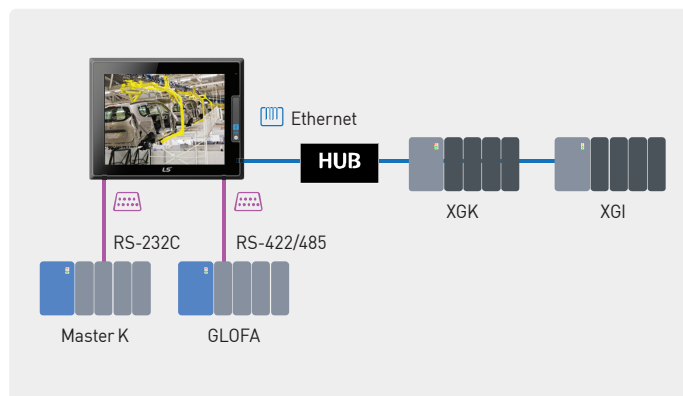 Ethernet
HUB
LS
XGK
XGI
RS-232C
RS-422/485
Master K
GLOFA